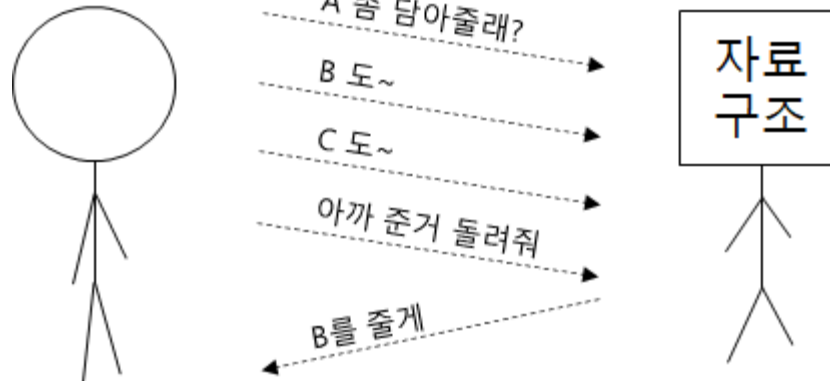 A 좀 담아줄래?
B 도~
C 도~
아까 준거 돌려줘
B를 줄게
자료
구조